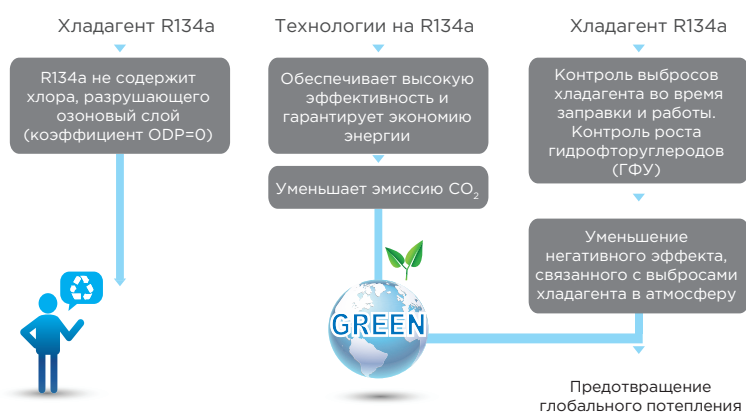 Хладагент R134a
R134a не содержит
хлора, разрушающего
озоновый слой
(коэффициент ODP=0)
Технологии на R134a
Обеспечивает высокую
эффективность и
гарантирует экономию
энергии
Уменьшает эмиссию CO₂
GREEN
Хладагент R134a
Контроль выбросов
хладагента во время
заправки и работы.
Контроль роста
гидрофторуглеродов
(ГФУ)
Уменьшение
негативного эффекта,
связанного с выбросами
хладагента в атмосферу
Предотвращение
глобального потепления